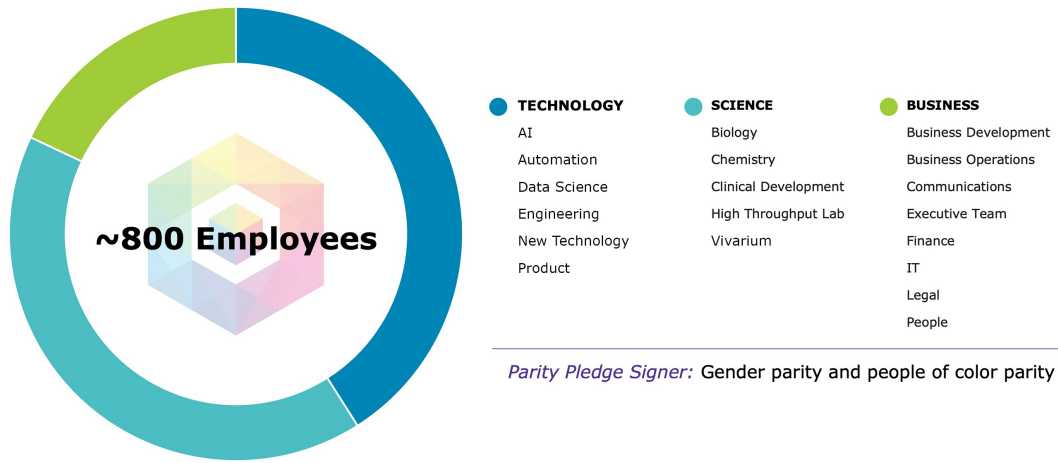 ~800 Employees
TECHNOLOGY
AI
Automation
Data Science
Engineering
New Technology
Product
SCIENCE
Biology
Chemistry
Clinical Development
High Throughput Lab
Vivarium
BUSINESS
Business Development
Business Operations
Communications
Executive Team
Finance
IT
Legal
People
Parity Pledge Signer: Gender parity and people of color parity